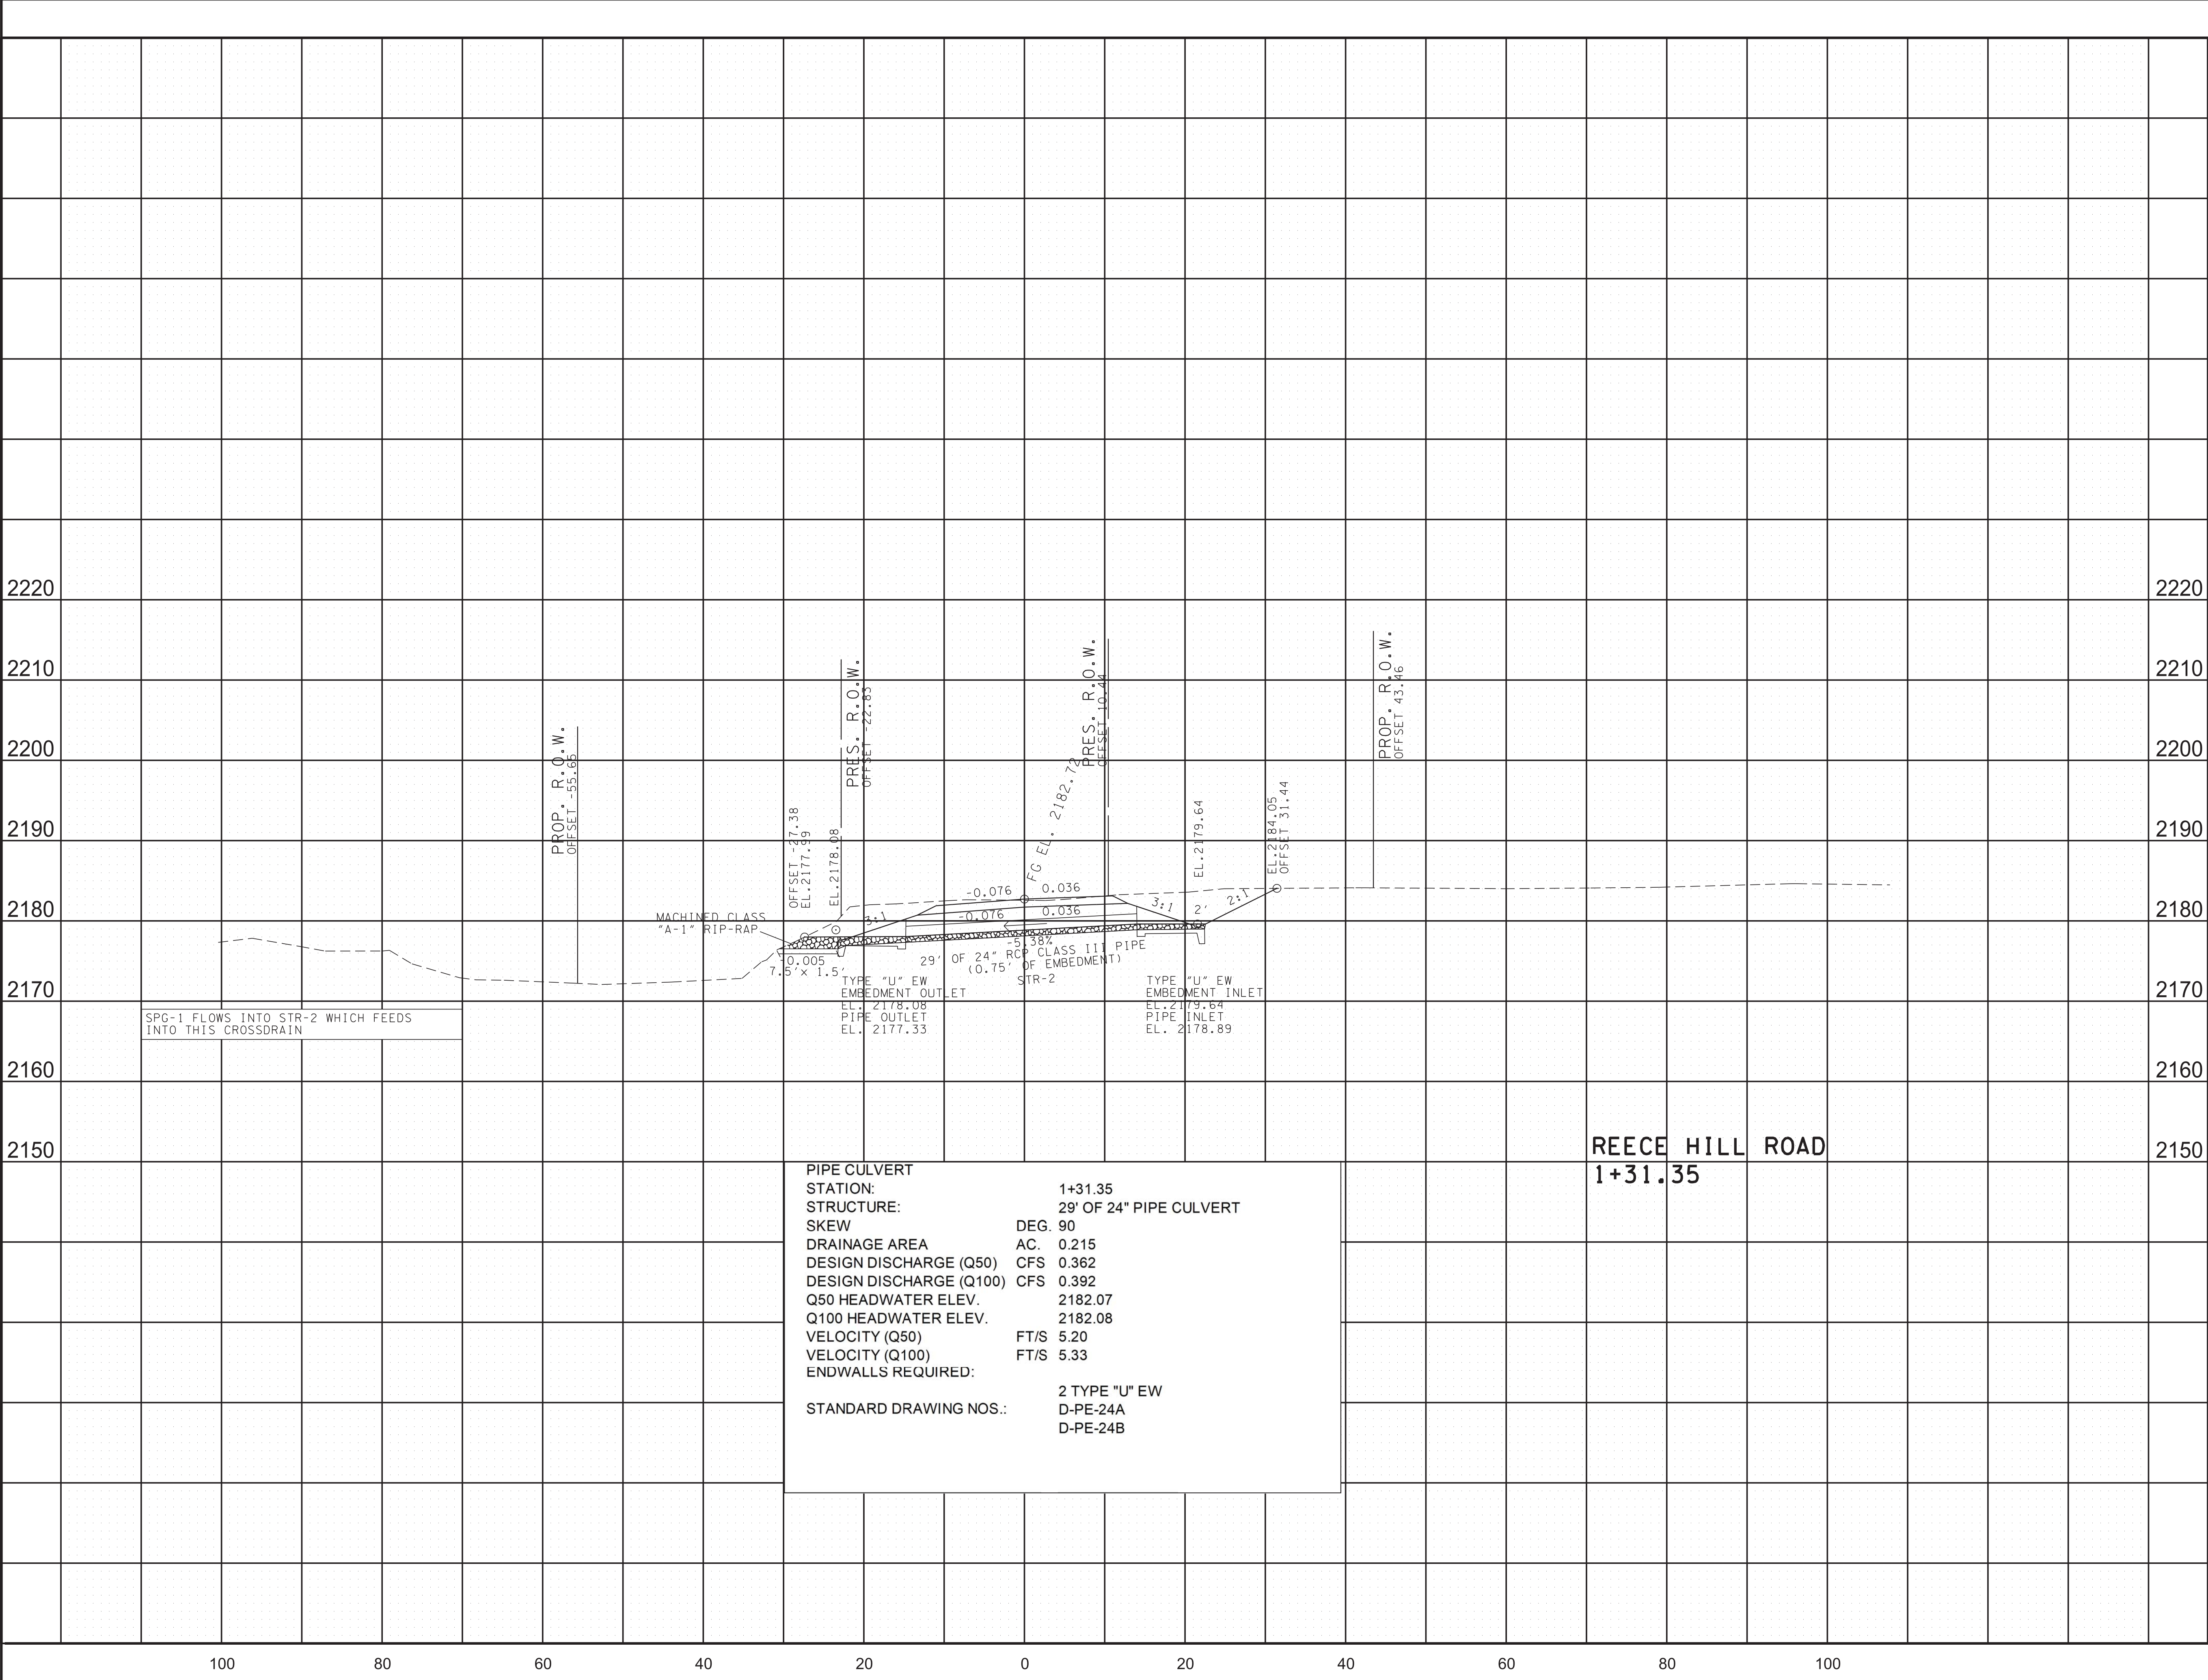 2220 2220
2210 2210
2200 2200
2190 2190
2180 2180
2170 2170
2160 2160
2150 2150
PROP. R.O.W.
OFFSET -55.65
PRES. R.O.W.
OFFSET -22.83
PRES. R.O.W.
OFFSET 10.44
PROP. R.O.W.
OFFSET 43.46
OFFSET -27.38
EL.2177.99
EL.2178.08
FG EL. 2182.72
EL.2179.64
EL.2184.05
OFFSET 31.44
-0.076 0.036
-0.076 0.036
3:1
3:1
2'
2:1
MACHINED CLASS
"A-1" RIP-RAP
-0.005
7.5'x 1.5'
-5.38%
29' OF 24" RCP CLASS III PIPE
(0.75' OF EMBEDMENT)
STR-2
TYPE "U" EW
EMBEDMENT OUTLET
EL. 2178.08
PIPE OUTLET
EL. 2177.33
TYPE "U" EW
EMBEDMENT INLET
EL.2179.64
PIPE INLET
EL. 2178.89
SPG-1 FLOWS INTO STR-2 WHICH FEEDS
INTO THIS CROSSDRAIN
REECE HILL ROAD
1+31.35
PIPE CULVERT
STATION: 1+31.35
STRUCTURE: 29' OF 24" PIPE CULVERT
SKEW DEG. 90
DRAINAGE AREA AC. 0.215
DESIGN DISCHARGE (Q50) CFS 0.362
DESIGN DISCHARGE (Q100) CFS 0.392
Q50 HEADWATER ELEV. 2182.07
Q100 HEADWATER ELEV. 2182.08
VELOCITY (Q50) FT/S 5.20
VELOCITY (Q100) FT/S 5.33
ENDWALLS REQUIRED:
2 TYPE "U" EW
STANDARD DRAWING NOS.: D-PE-24A
D-PE-24B
100 80 60 40 20 0 20 40 60 80 100